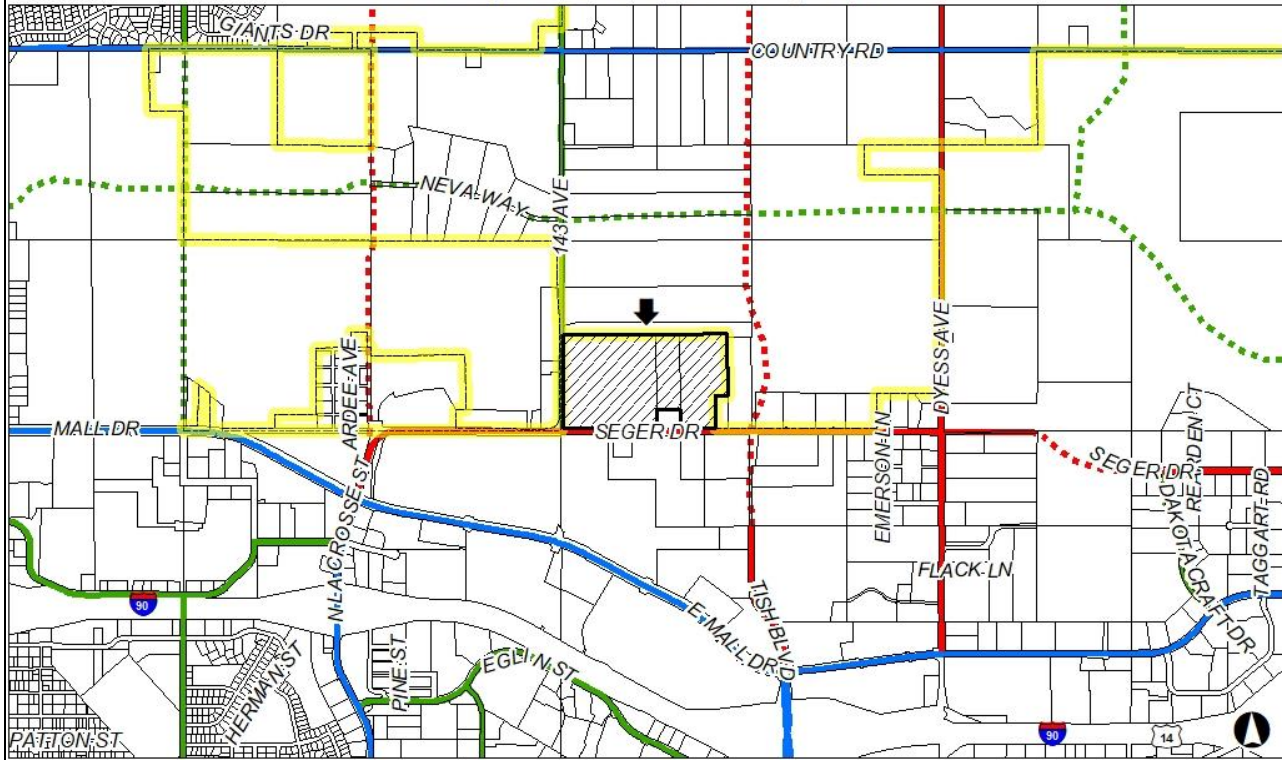 GIANTS DR
COUNTRY RD
NEVA WAY
143 AVE
ARDEE AVE
DYESS AVE
MALL DR
SEGER DR
SEGER DR
REARDEN CT
EMERSON LN
N LACROSSE ST
TAGGART RD
FLACK LN
DAKOTA CRAFT DR
90
TISH BLVD
E MALL DR
EGLIN ST
PINE ST
HERMAN ST
PATTON ST
90
14